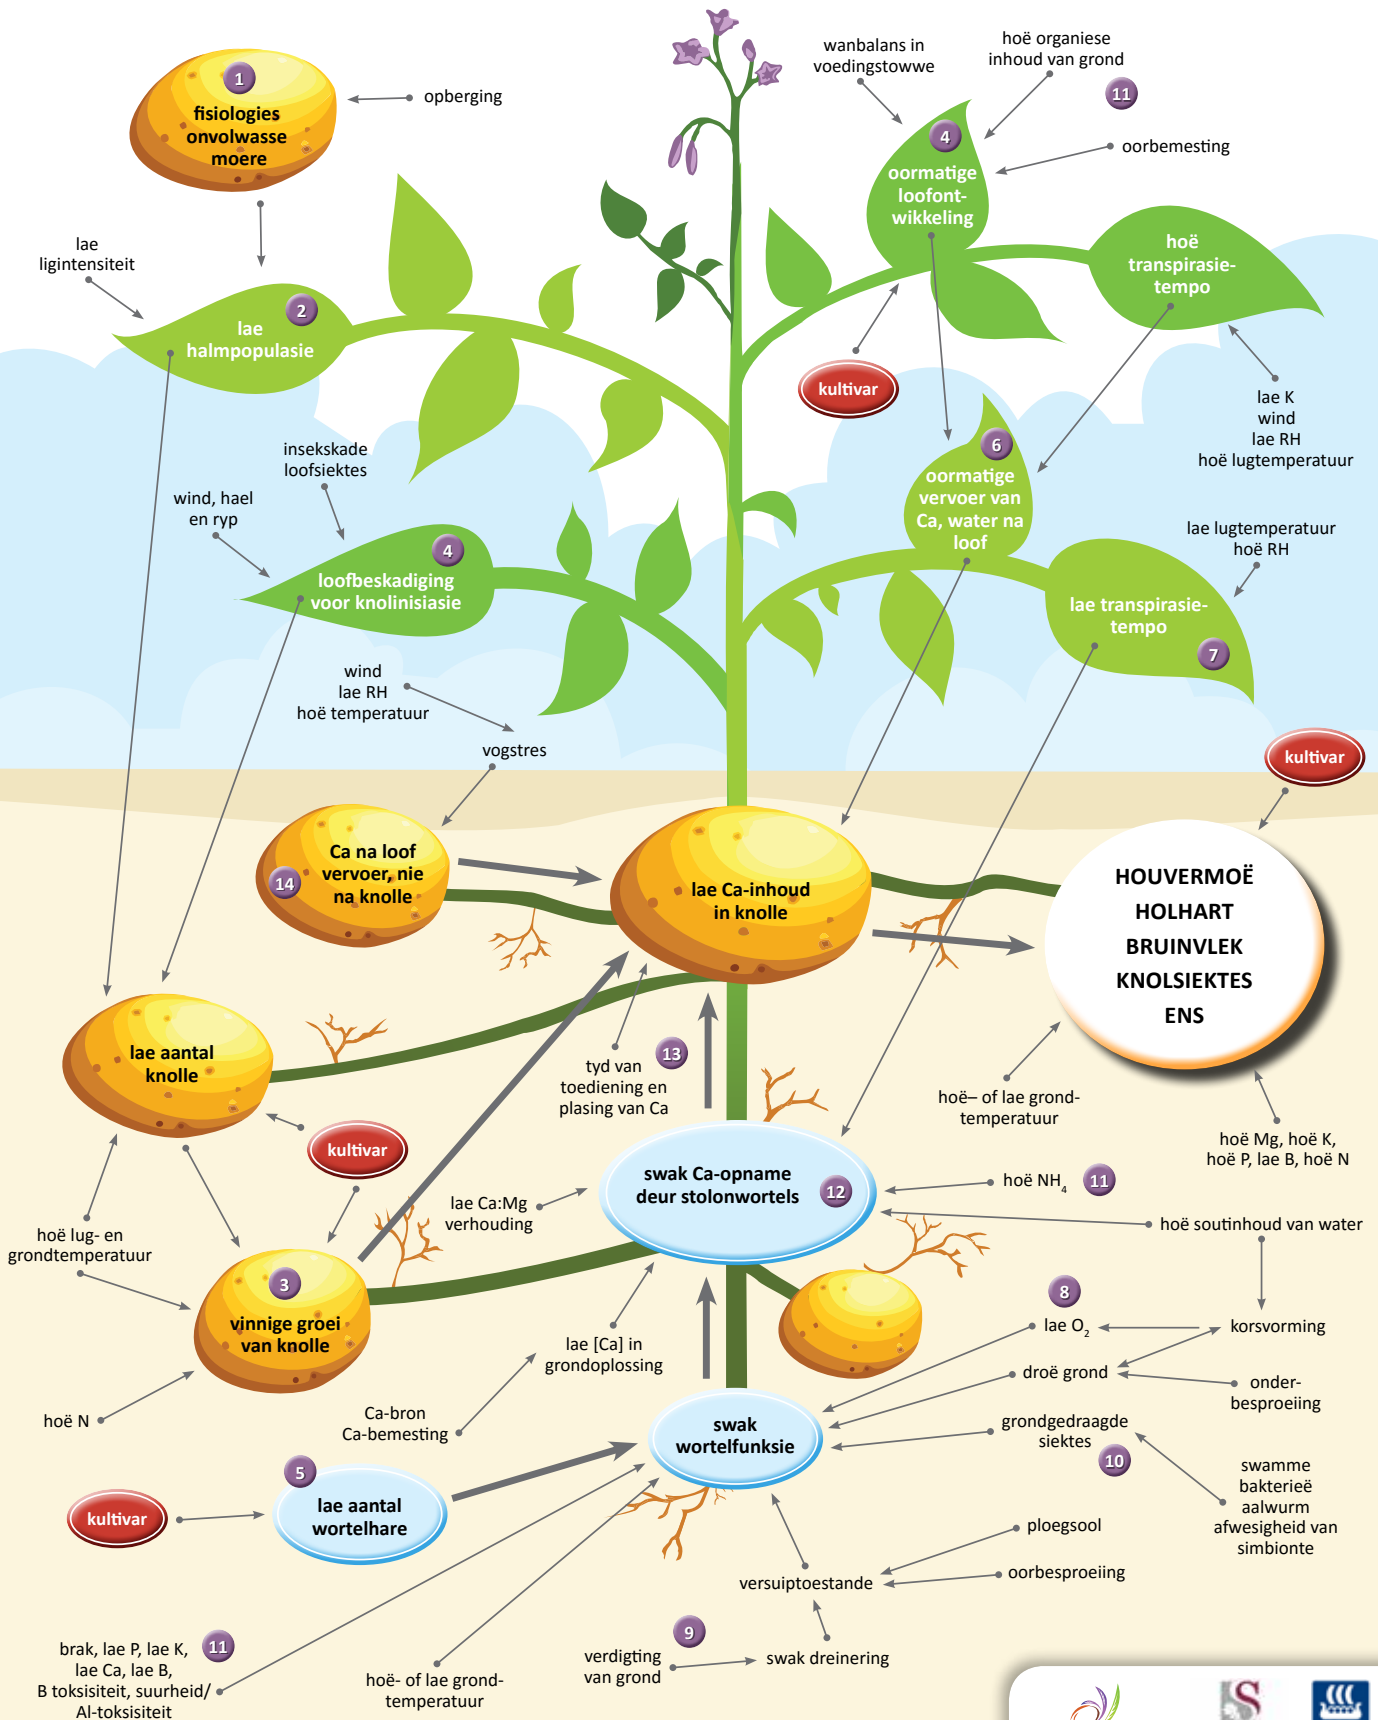 1
fisiologies
onvolwasse
moere
opberging
wanbalans in
voedingstowwe
hoë organiese
inhoud van grond
11
4
oormatige
loofont-
wikkeling
oorbemesting
lae
ligintensiteit
2
lae
halmpopulasie
hoë
transpirasie-
tempo
kultivar
lae K
wind
lae RH
hoë lugtemperatuur
insekskade
loofsiektes
wind, hael
en ryp
4
loofbeskadiging
voor knolinisiasie
6
oormatige
vervoer van
Ca, water na
loof
lae lugtemperatuur
hoë RH
lae transpirasie-
tempo
7
wind
lae RH
hoë temperatuur
vogstres
kultivar
14
Ca na loof
vervoer, nie
na knolle
lae Ca-inhoud
in knolle
HOUVERMOË
HOLHART
BRUINVLEK
KNOLSIEKTES
ENS
lae aantal
knolle
tyd van
toediening en
plasing van Ca
13
hoë– of lae grond-
temperatuur
hoë Mg, hoë K,
hoë P, lae B, hoë N
kultivar
swak Ca-opname
deur stolonwortels
12
hoë NH₄
11
lae Ca:Mg
verhouding
hoë soutinhoud van water
hoë lug- en
grondtemperatuur
3
vinnige groei
van knolle
8
lae O₂
korsvorming
lae [Ca] in
grondoplossing
droë grond
onder-
besproeiing
hoë N
Ca-bron
Ca-bemesting
swak
wortelfunksie
grondgedraagde
siektes
10
swamme
bakterieë
aalwurm
afwesigheid van
simbionte
5
lae aantal
wortelhare
kultivar
ploegsool
oorbesproeiing
versuiptoestande
9
verdigting
van grond
swak dreinering
brak, lae P, lae K,
lae Ca, lae B,
B toksisiteit, suurheid/
Al-toksisiteit
11
hoë- of lae grond-
temperatuur
S